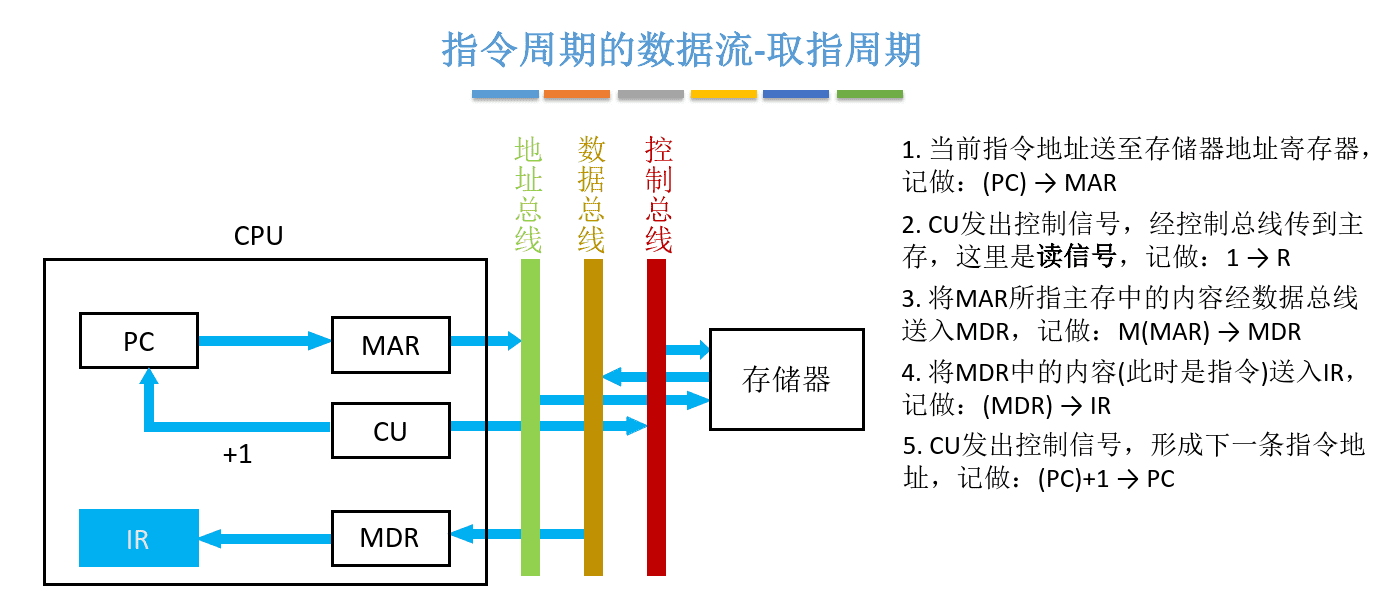 指令周期的数据流-取指周期
地址总线
数据总线
控制总线
CPU
PC
MAR
CU
+1
IR
MDR
存储器
1. 当前指令地址送至存储器地址寄存器，
记做：(PC) → MAR
2. CU发出控制信号，经控制总线传到主
存，这里是读信号，记做：1 → R
3. 将MAR所指主存中的内容经数据总线
送入MDR，记做：M(MAR) → MDR
4. 将MDR中的内容(此时是指令)送入IR，
记做：(MDR) → IR
5. CU发出控制信号，形成下一条指令地
址，记做：(PC)+1 → PC